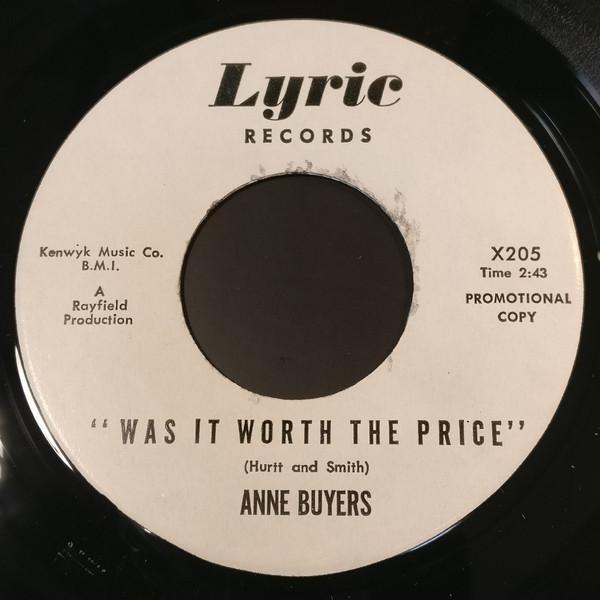 Lyric
RECORDS
Kenwyk Music Co.
B.M.I.
A
Rayfield
Production
X205
Time 2:43
PROMOTIONAL
COPY
“WAS IT WORTH THE PRICE”
(Hurtt and Smith)
ANNE BUYERS